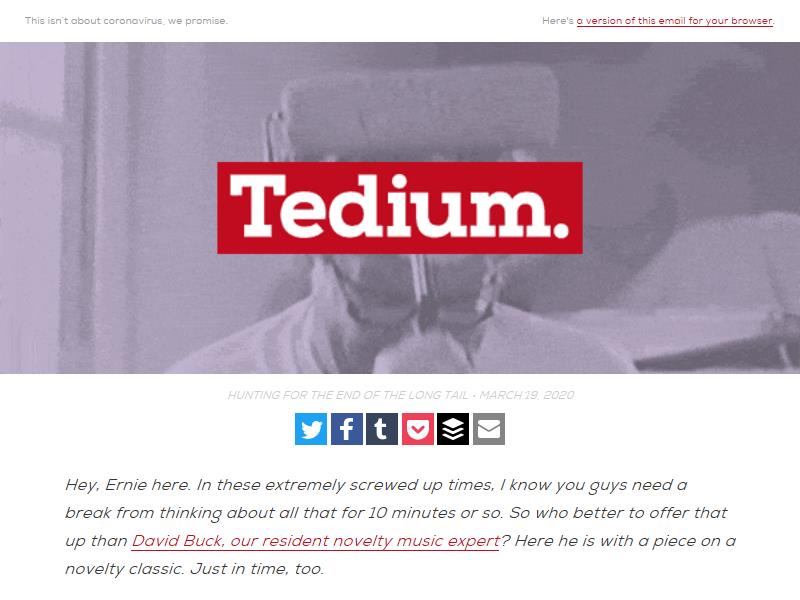 This isn't about coronavirus, we promise.
Here's a version of this email for your browser.
Tedium.
HUNTING FOR THE END OF THE LONG TAIL • MARCH 19, 2020
Hey, Ernie here. In these extremely screwed up times, I know you guys need a
break from thinking about all that for 10 minutes or so. So who better to offer that
up than David Buck, our resident novelty music expert? Here he is with a piece on a
novelty classic. Just in time, too.